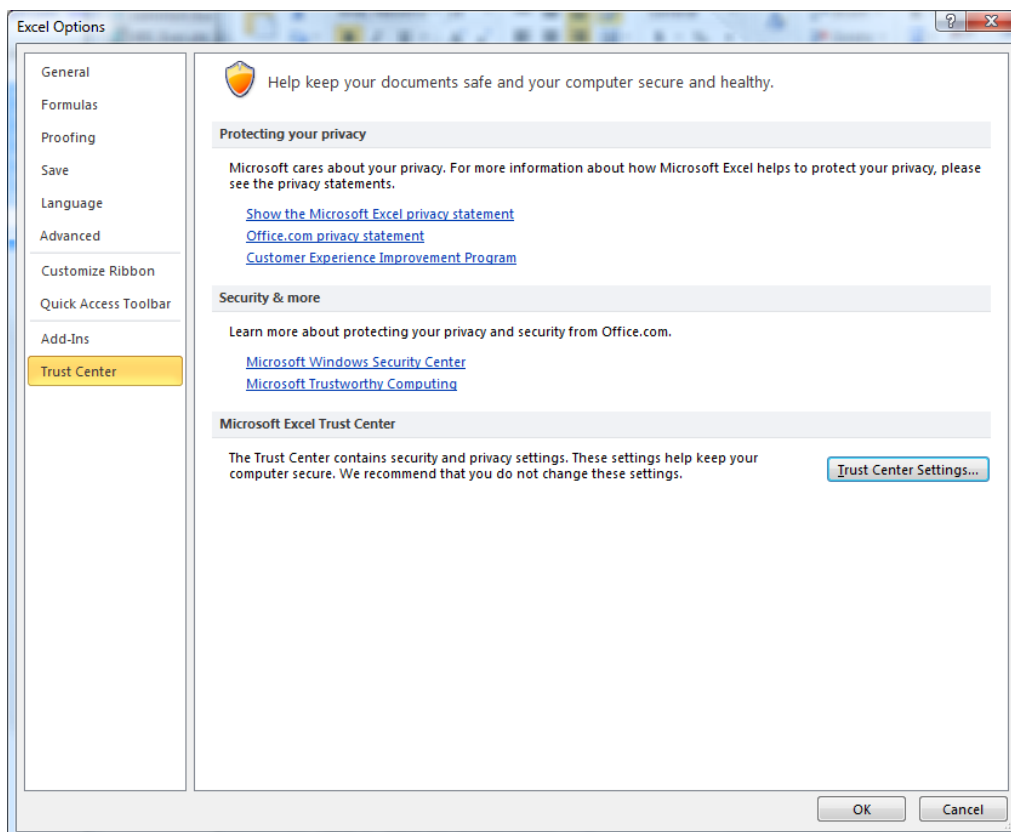 Excel Options
General
Formulas
Proofing
Save
Language
Advanced
Customize Ribbon
Quick Access Toolbar
Add-Ins
Trust Center
Help keep your documents safe and your computer secure and healthy.
Protecting your privacy
Microsoft cares about your privacy. For more information about how Microsoft Excel helps to protect your privacy, please
see the privacy statements.
Show the Microsoft Excel privacy statement
Office.com privacy statement
Customer Experience Improvement Program
Security & more
Learn more about protecting your privacy and security from Office.com.
Microsoft Windows Security Center
Microsoft Trustworthy Computing
Microsoft Excel Trust Center
The Trust Center contains security and privacy settings. These settings help keep your
computer secure. We recommend that you do not change these settings.
Trust Center Settings...
OK
Cancel